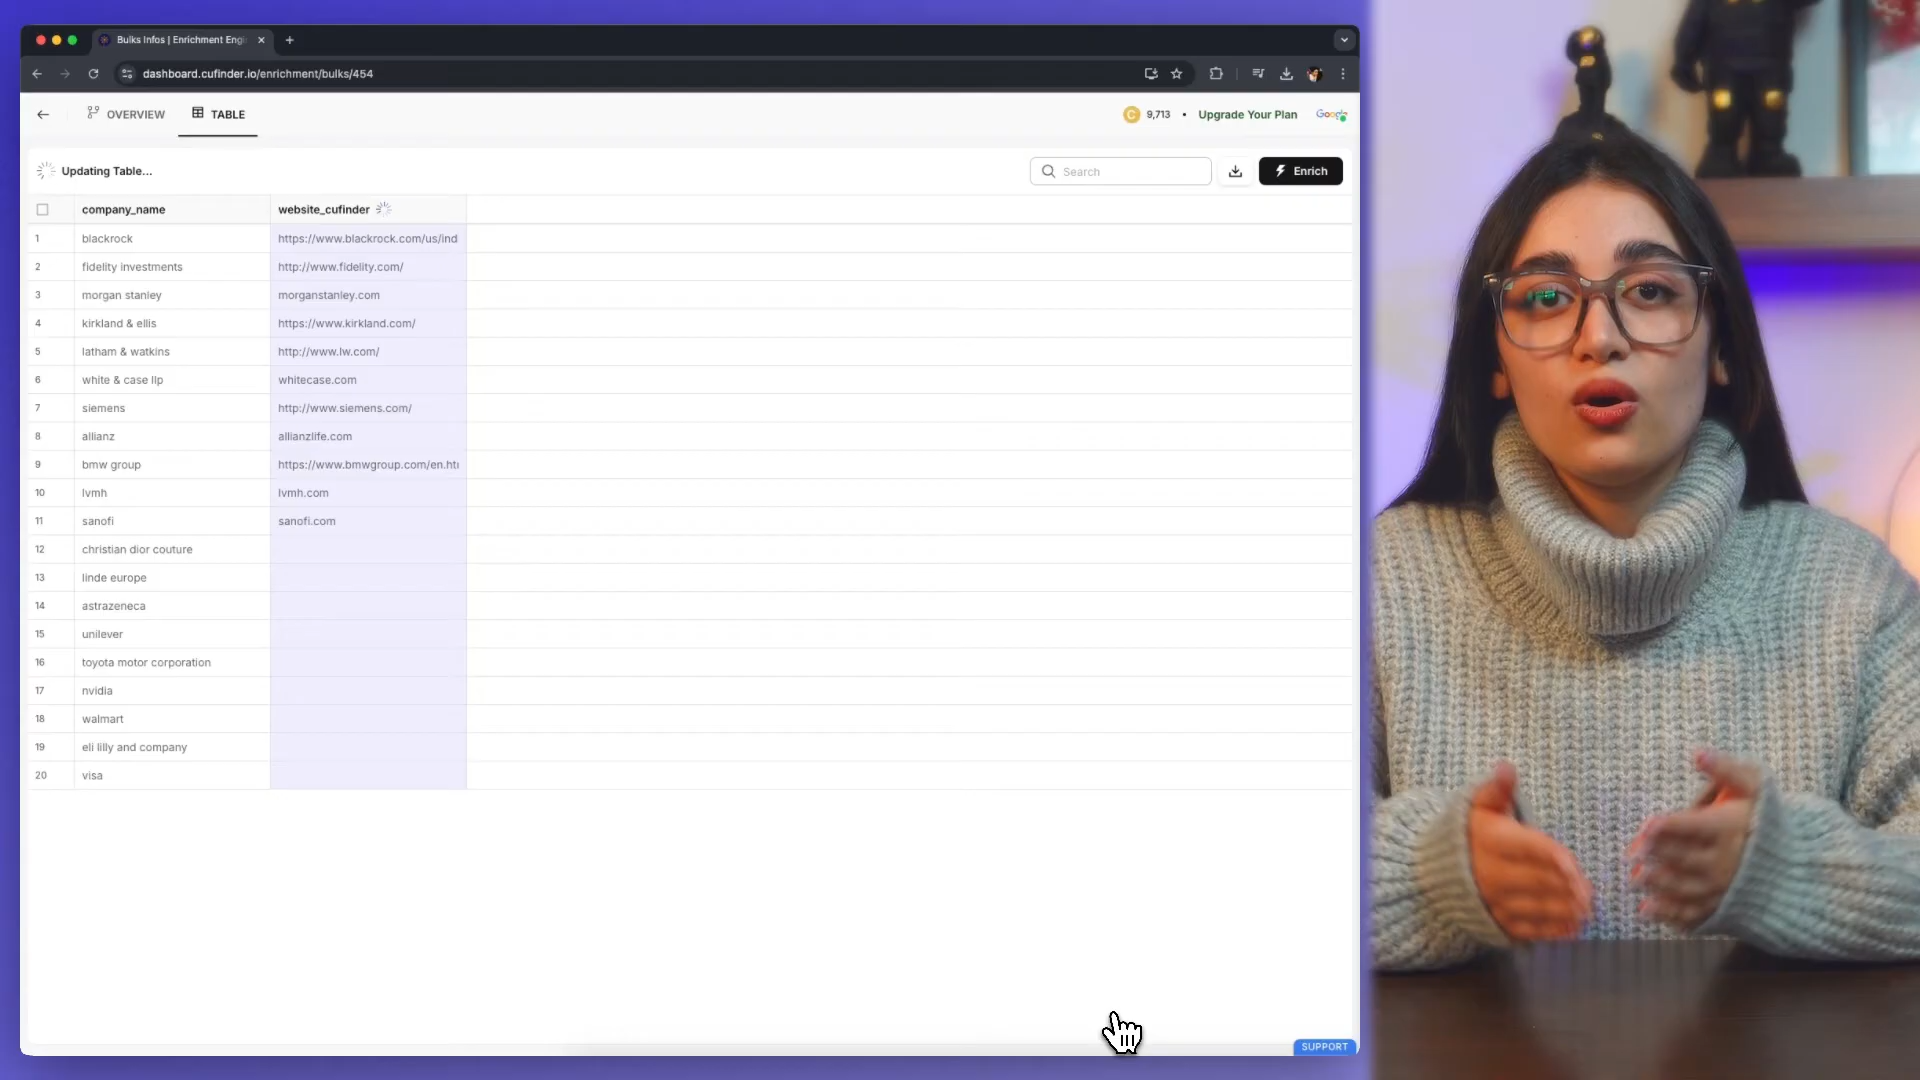 Bulks Infos | Enrichment Engi
dashboard.cufinder.io/enrichment/bulks/454
OVERVIEW TABLE
C 9,713 • Upgrade Your Plan Google
Updating Table...
Search
Enrich
company_name website_cufinder
1 blackrock https://www.blackrock.com/us/ind
2 fidelity investments http://www.fidelity.com/
3 morgan stanley morganstanley.com
4 kirkland & ellis https://www.kirkland.com/
5 latham & watkins http://www.lw.com/
6 white & case llp whitecase.com
7 siemens http://www.siemens.com/
8 allianz allianzlife.com
9 bmw group https://www.bmwgroup.com/en.htm
10 lvmh lvmh.com
11 sanofi sanofi.com
12 christian dior couture
13 linde europe
14 astrazeneca
15 unilever
16 toyota motor corporation
17 nvidia
18 walmart
19 eli lilly and company
20 visa
SUPPORT